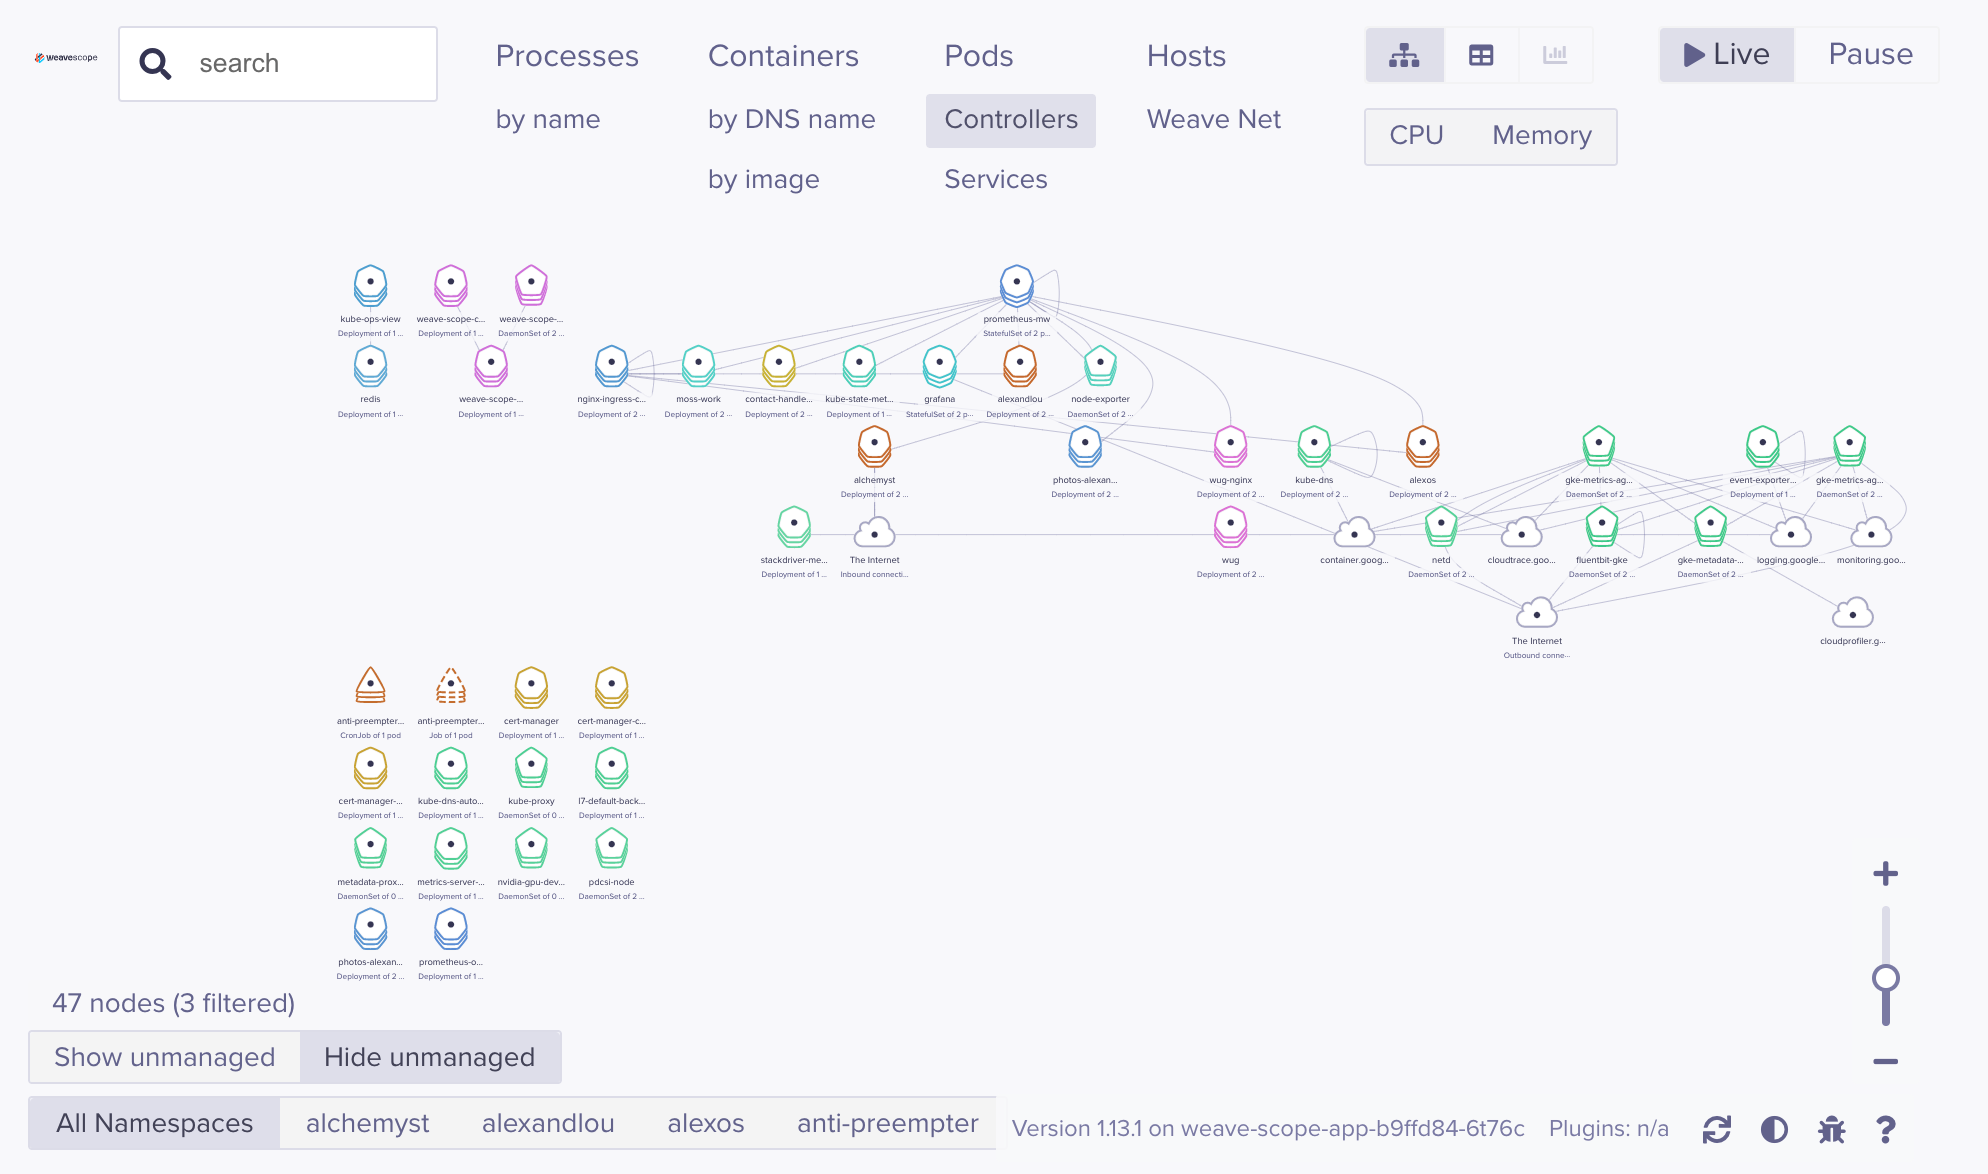 weavescope
search
Processes
Containers
Pods
Hosts
Live
Pause
by name
by DNS name
Controllers
Weave Net
CPU
Memory
by image
Services
kube-ops-view
weave-scope-c...
weave-scope-...
prometheus-mw
Deployment of 1 ...
Deployment of 1 ...
DaemonSet of 2 ...
StatefulSet of 2 p...
redis
weave-scope-...
nginx-ingress-c...
moss-work
contact-handle...
kube-state-met...
grafana
alexandlou
node-exporter
Deployment of 1 ...
Deployment of 1 ...
Deployment of 2 ...
Deployment of 2 ...
Deployment of 2 ...
Deployment of 1 ...
StatefulSet of 2 p...
Deployment of 2 ...
DaemonSet of 2 ...
alchemyst
photos-alexan...
wug-nginx
kube-dns
alexos
gke-metrics-ag...
event-exporter...
gke-metrics-ag...
Deployment of 2 ...
Deployment of 2 ...
Deployment of 2 ...
Deployment of 2 ...
Deployment of 2 ...
DaemonSet of 2 ...
Deployment of 1 ...
DaemonSet of 2 ...
stackdriver-me...
The Internet
wug
container.goog...
netd
cloudtrace.goo...
fluentbit-gke
gke-metadata-...
logging.google...
monitoring.goo...
Deployment of 1 ...
Inbound connecti...
Deployment of 2 ...
DaemonSet of 2 ...
DaemonSet of 2 ...
DaemonSet of 2 ...
The Internet
cloudprofiler.g...
Outbound conne...
anti-preempter...
anti-preempter...
cert-manager
cert-manager-c...
CronJob of 1 pod
Job of 1 pod
Deployment of 1 ...
Deployment of 1 ...
cert-manager-...
kube-dns-auto...
kube-proxy
l7-default-back...
Deployment of 1 ...
Deployment of 1 ...
DaemonSet of 0 ...
Deployment of 1 ...
metadata-prox...
metrics-server-...
nvidia-gpu-dev...
pdcsi-node
DaemonSet of 0 ...
Deployment of 1 ...
DaemonSet of 0 ...
DaemonSet of 2 ...
photos-alexan...
prometheus-o...
Deployment of 2 ...
Deployment of 1 ...
47 nodes (3 filtered)
Show unmanaged
Hide unmanaged
All Namespaces
alchemyst
alexandlou
alexos
anti-preempter
Version 1.13.1 on weave-scope-app-b9ffd84-6t76c
Plugins: n/a